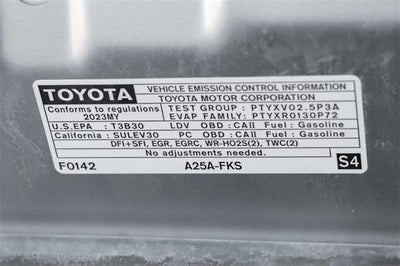 TOYOTA
VEHICLE EMISSION CONTROL INFORMATION
TOYOTA MOTOR CORPORATION
Conforms to regulations
2023MY
TEST GROUP : PTYXV02.5P3A
EVAP FAMILY: PTYXR0130P72
U.S.EPA : T3B30 LDV OBD : CAII Fuel : Gasoline
California : SULEV30 PC OBD : CAII Fuel : Gasoline
DFI+SFI, EGR, EGRC, WR-HO2S(2), TWC(2)
No adjustments needed.
F0142 A25A-FKS S4